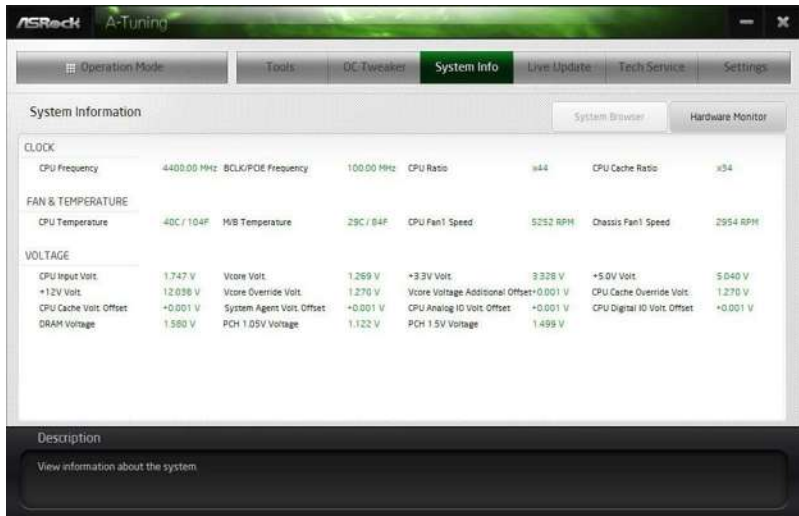 ASRock A-Tuning
Operation Mode Tools OC Tweaker System Info Live Update Tech Service Settings
System Information System Browser Hardware Monitor
CLOCK
CPU Frequency 4400.00 MHz BCLK/PCIE Frequency 100.00 MHz CPU Ratio x44 CPU Cache Ratio x34
FAN & TEMPERATURE
CPU Temperature 40C / 104F M/B Temperature 29C / 84F CPU Fan1 Speed 5252 RPM Chassis Fan1 Speed 2954 RPM
VOLTAGE
CPU Input Volt. 1.747 V Vcore Volt. 1.269 V +3.3V Volt. 3.328 V +5.0V Volt. 5.040 V
+12V Volt. 12.038 V Vcore Override Volt. 1.270 V Vcore Voltage Additional Offset +0.001 V CPU Cache Override Volt. 1.270 V
CPU Cache Volt. Offset +0.001 V System Agent Volt. Offset +0.001 V CPU Analog IO Volt. Offset +0.001 V CPU Digital IO Volt. Offset +0.001 V
DRAM Voltage 1.580 V PCH 1.05V Voltage 1.122 V PCH 1.5V Voltage 1.499 V
Description
View information about the system.